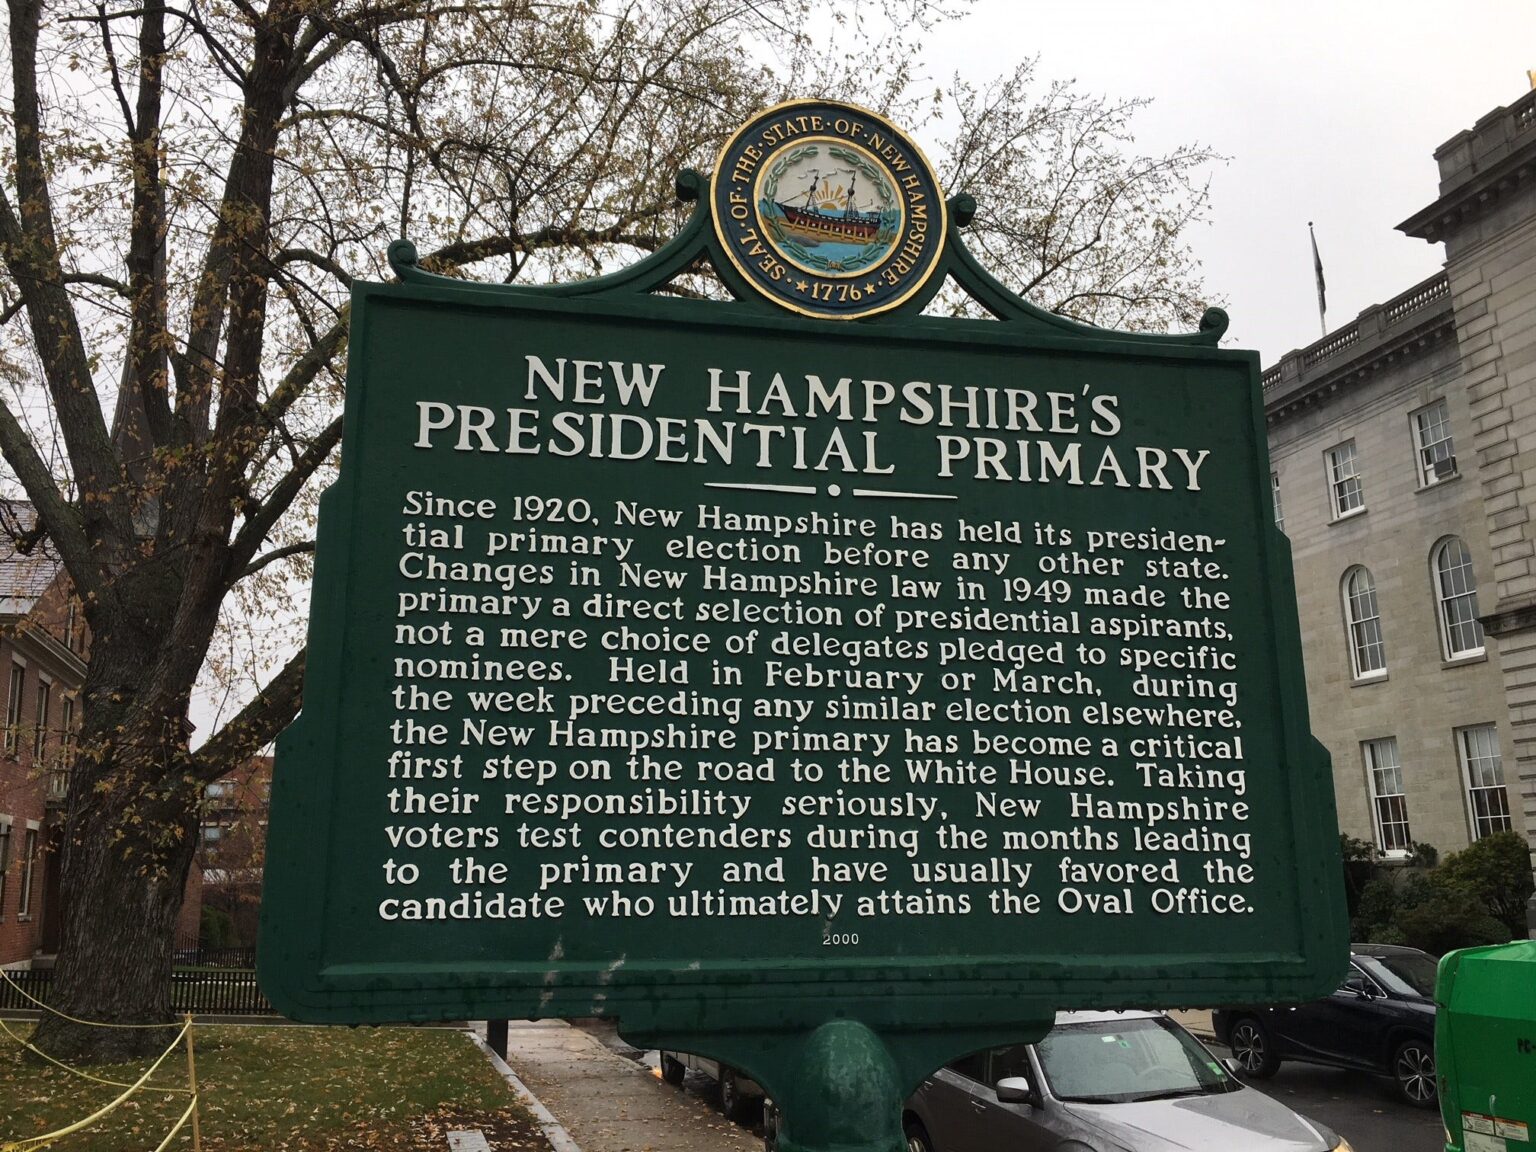 SEAL · OF · THE · STATE · OF · NEW HAMPSHIRE ·
★ 1776 ★
NEW HAMPSHIRE'S
PRESIDENTIAL PRIMARY
Since 1920, New Hampshire has held its presiden-
tial primary election before any other state.
Changes in New Hampshire law in 1949 made the
primary a direct selection of presidential aspirants,
not a mere choice of delegates pledged to specific
nominees. Held in February or March, during
the week preceding any similar election elsewhere,
the New Hampshire primary has become a critical
first step on the road to the White House. Taking
their responsibility seriously, New Hampshire
voters test contenders during the months leading
to the primary and have usually favored the
candidate who ultimately attains the Oval Office.
2000